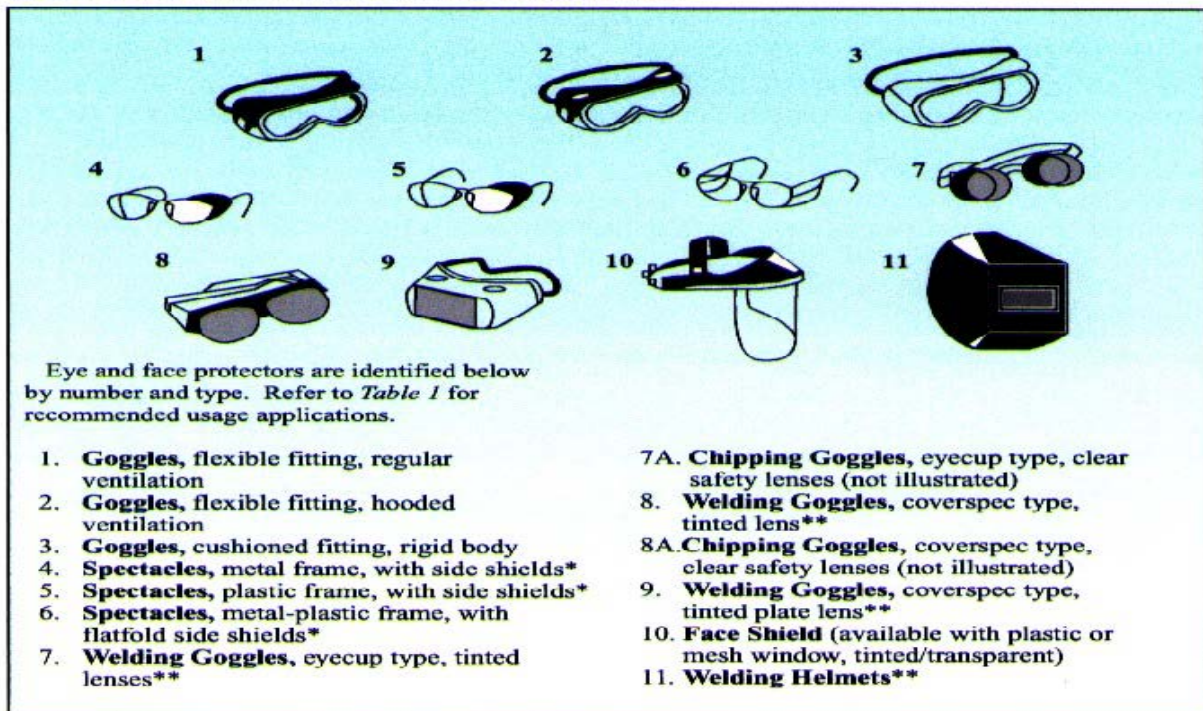 1
2
3
4
5
6
7
8
9
10
11
Eye and face protectors are identified below
by number and type. Refer to Table 1 for
recommended usage applications.
1. Goggles, flexible fitting, regular
ventilation
2. Goggles, flexible fitting, hooded
ventilation
3. Goggles, cushioned fitting, rigid body
4. Spectacles, metal frame, with side shields*
5. Spectacles, plastic frame, with side shields*
6. Spectacles, metal-plastic frame, with
flatfold side shields*
7. Welding Goggles, eyecup type, tinted
lenses**
7A. Chipping Goggles, eyecup type, clear
safety lenses (not illustrated)
8. Welding Goggles, coverspec type,
tinted lens**
8A. Chipping Goggles, coverspec type,
clear safety lenses (not illustrated)
9. Welding Goggles, coverspec type,
tinted plate lens**
10. Face Shield (available with plastic or
mesh window, tinted/transparent)
11. Welding Helmets**